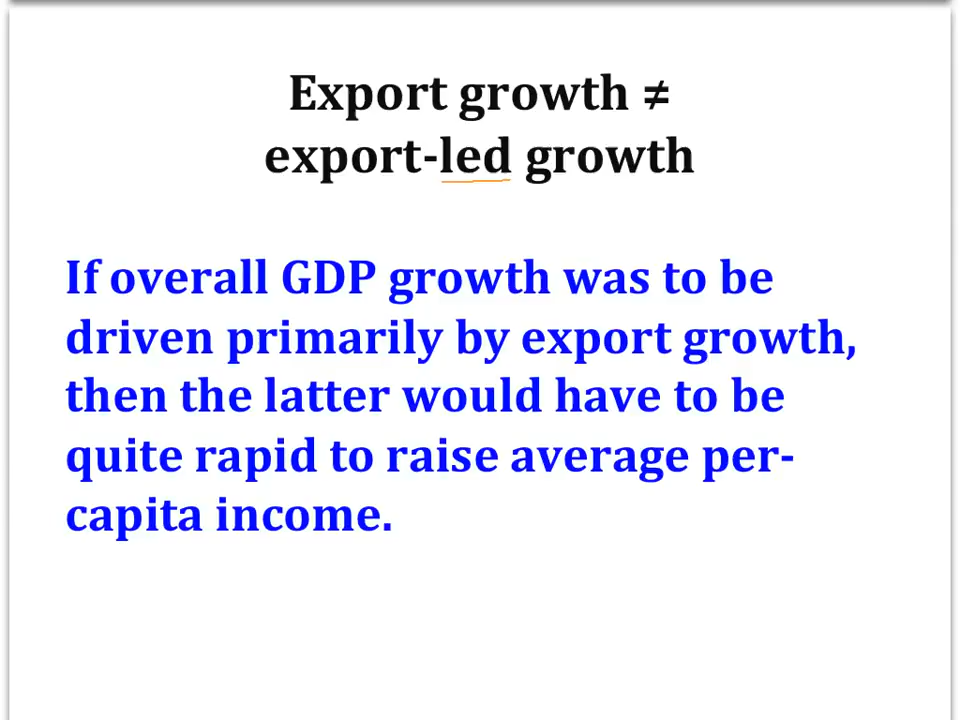 Export growth ≠
export-led growth
If overall GDP growth was to be
driven primarily by export growth,
then the latter would have to be
quite rapid to raise average per-
capita income.